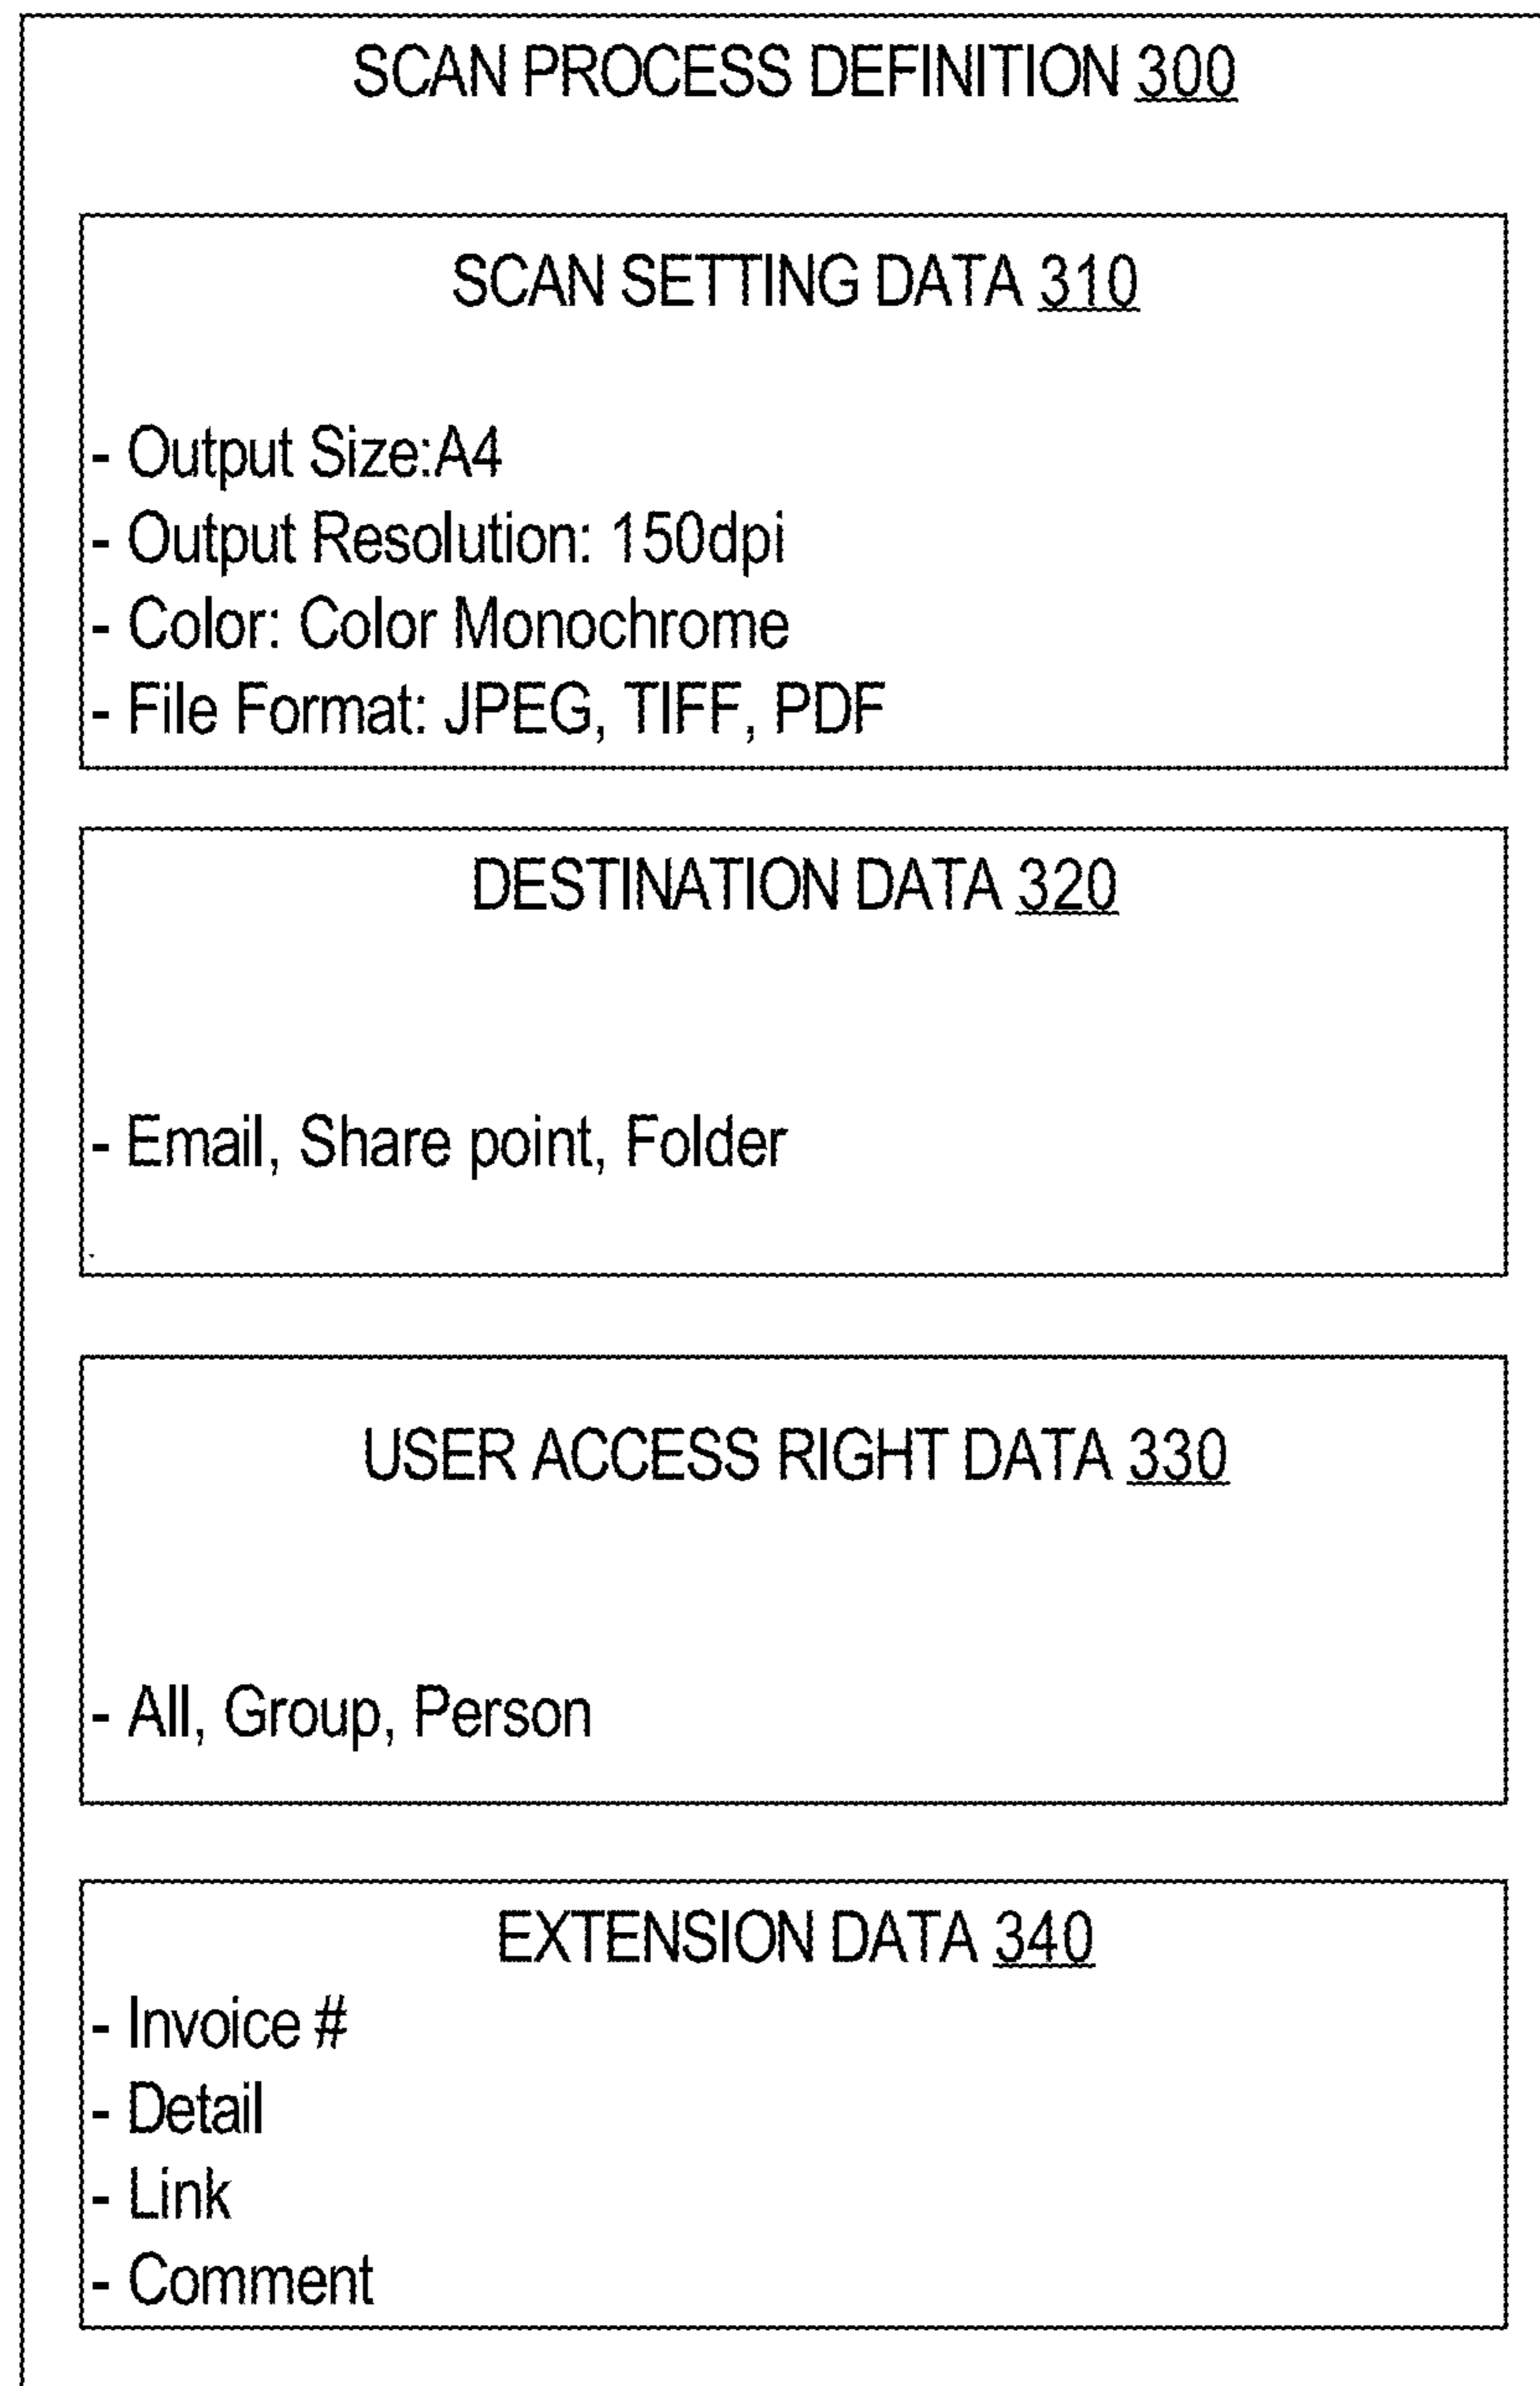 SCAN PROCESS DEFINITION 300
SCAN SETTING DATA 310
- Output Size:A4
- Output Resolution: 150dpi
- Color: Color Monochrome
- File Format: JPEG, TIFF, PDF
DESTINATION DATA 320
- Email, Share point, Folder
USER ACCESS RIGHT DATA 330
- All, Group, Person
EXTENSION DATA 340
- Invoice #
- Detail
- Link
- Comment